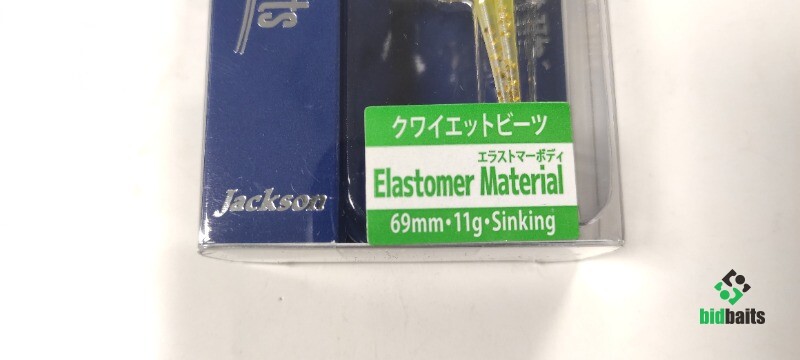 ts
Jackson
クワイエットビーツ
エラストマーボディ
Elastomer Material
69mm・11g・Sinking
bidbaits